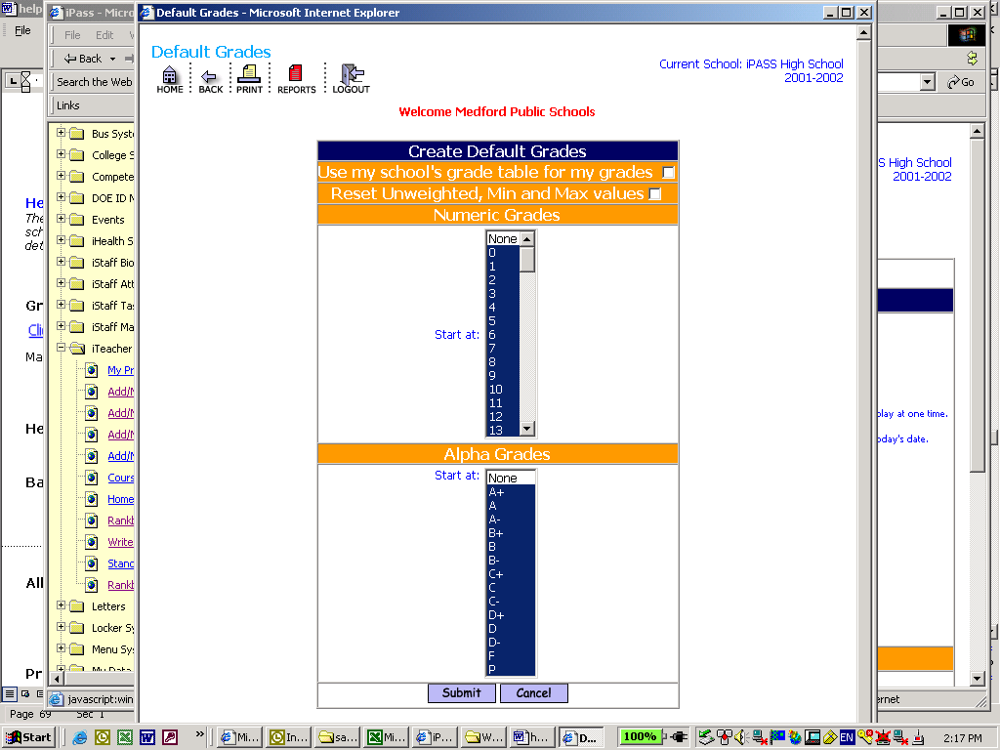 help
File
iPass - Micro
File Edit
Back
Search the Web
Go
Links
Default Grades - Microsoft Internet Explorer
Default Grades
HOME
BACK
PRINT
REPORTS
LOGOUT
Current School: iPASS High School
2001-2002
Welcome Medford Public Schools
Create Default Grades
Use my school's grade table for my grades
Reset Unweighted, Min and Max values
Numeric Grades
Start at:
None
0
1
2
3
4
5
6
7
8
9
10
11
12
13
Alpha Grades
Start at:
None
A+
A
A-
B+
B
B-
C+
C
C-
D+
D
D-
F
P
Submit Cancel
Bus Syste
College S
Compete
DOE ID M
Events
iHealth S
iStaff Bio
iStaff Att
iStaff Tas
iStaff Ma
iTeacher
My Pr
Add/M
Add/M
Add/M
Add/M
Cours
Home
Rankb
Write
Stand
Rankb
Letters
Locker Sy
Menu Sys
My Data
javascript:win
He
The
sch
det
Gr
Cli
Ma
He
Ba
All
Pr
Page 69 Sec 1
S High School
2001-2002
play at one time.
oday's date.
ernet
Start
Mi...
In...
sa...
Mi...
iP...
W...
h...
D...
100%
EN
2:17 PM